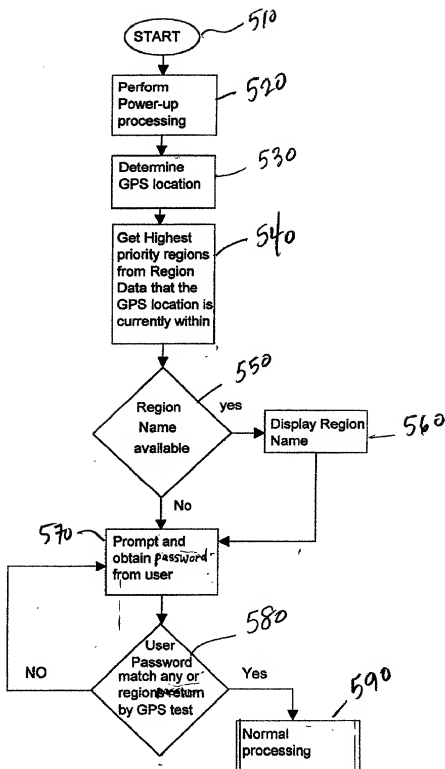 START
510
Perform
Power-up
processing
520
Determine
GPS location
530
Get Highest
priority regions
from Region
Data that the
GPS location is
currently within
540
Region
Name
available
550
yes
Display Region
Name
560
No
570
Prompt and
obtain password
from user
580
User
Password
match any or
regions return
by GPS test
NO
Yes
590
Normal
processing